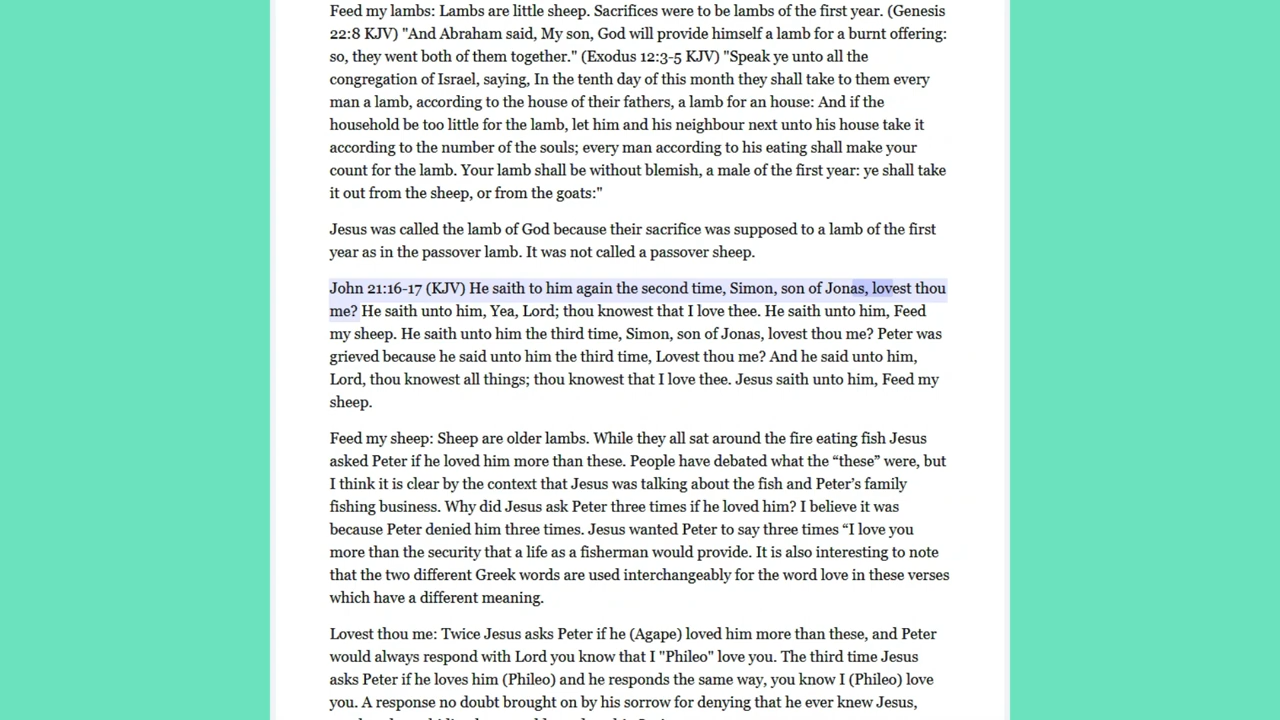 Feed my lambs: Lambs are little sheep. Sacrifices were to be lambs of the first year. (Genesis
22:8 KJV) "And Abraham said, My son, God will provide himself a lamb for a burnt offering:
so, they went both of them together." (Exodus 12:3-5 KJV) "Speak ye unto all the
congregation of Israel, saying, In the tenth day of this month they shall take to them every
man a lamb, according to the house of their fathers, a lamb for an house: And if the
household be too little for the lamb, let him and his neighbour next unto his house take it
according to the number of the souls; every man according to his eating shall make your
count for the lamb. Your lamb shall be without blemish, a male of the first year: ye shall take
it out from the sheep, or from the goats:"
Jesus was called the lamb of God because their sacrifice was supposed to a lamb of the first
year as in the passover lamb. It was not called a passover sheep.
John 21:16-17 (KJV) He saith to him again the second time, Simon, son of Jonas, lovest thou
me? He saith unto him, Yea, Lord; thou knowest that I love thee. He saith unto him, Feed
my sheep. He saith unto him the third time, Simon, son of Jonas, lovest thou me? Peter was
grieved because he said unto him the third time, Lovest thou me? And he said unto him,
Lord, thou knowest all things; thou knowest that I love thee. Jesus saith unto him, Feed my
sheep.
Feed my sheep: Sheep are older lambs. While they all sat around the fire eating fish Jesus
asked Peter if he loved him more than these. People have debated what the “these” were, but
I think it is clear by the context that Jesus was talking about the fish and Peter’s family
fishing business. Why did Jesus ask Peter three times if he loved him? I believe it was
because Peter denied him three times. Jesus wanted Peter to say three times “I love you
more than the security that a life as a fisherman would provide. It is also interesting to note
that the two different Greek words are used interchangeably for the word love in these verses
which have a different meaning.
Lovest thou me: Twice Jesus asks Peter if he (Agape) loved him more than these, and Peter
would always respond with Lord you know that I "Phileo" love you. The third time Jesus
asks Peter if he loves him (Phileo) and he responds the same way, you know I (Phileo) love
you. A response no doubt brought on by his sorrow for denying that he ever knew Jesus,